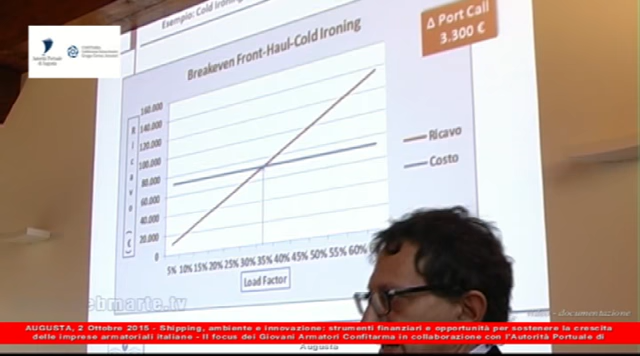 Esempio: Cold Ironing
Δ Port Call
3.300 €
Breakeven Front-Haul-Cold Ironing
160.000
140.000
120.000
100.000
80.000
60.000
40.000
20.000
0
Ricavo (€)
Ricavo
Costo
5% 10% 15% 20% 25% 30% 35% 40% 45% 50% 55% 60%
Load Factor
ebmarte.tv
documentazione
AUGUSTA, 2 Ottobre 2015 - Shipping, ambiente e innovazione: strumenti finanziari e opportunità per sostenere la crescita
delle imprese armatoriali italiane - Il focus dei Giovani Armatori Confitarma in collaborazione con l'Autorità Portuale di
Augusta